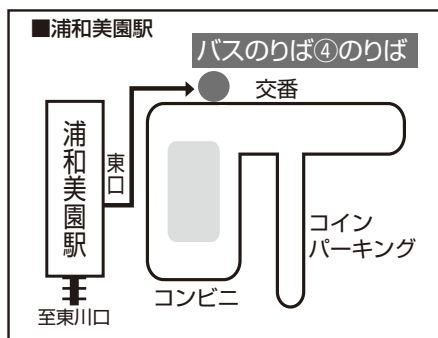 ■浦和美園駅
バスのりば④のりば
交番
浦和美園駅
東口
コイン
パーキング
コンビニ
至東川口